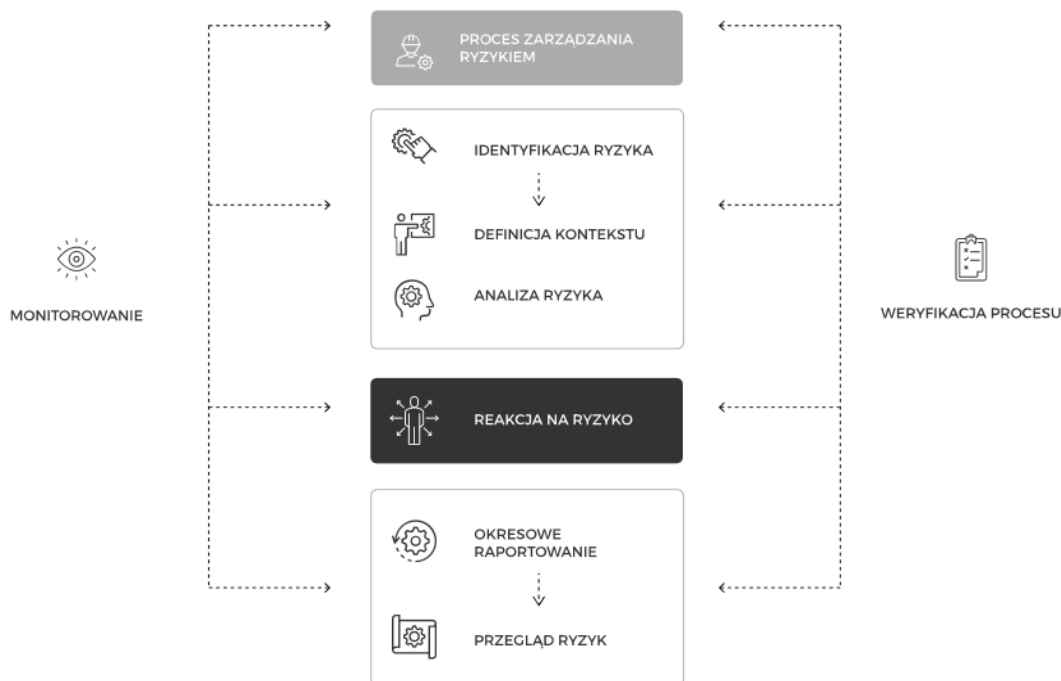 PROCES ZARZĄDZANIA
RYZYKIEM
IDENTYFIKACJA RYZYKA
DEFINICJA KONTEKSTU
ANALIZA RYZYKA
MONITOROWANIE
WERYFIKACJA PROCESU
REAKCJA NA RYZYKO
OKRESOWE
RAPORTOWANIE
PRZEGLĄD RYZYK